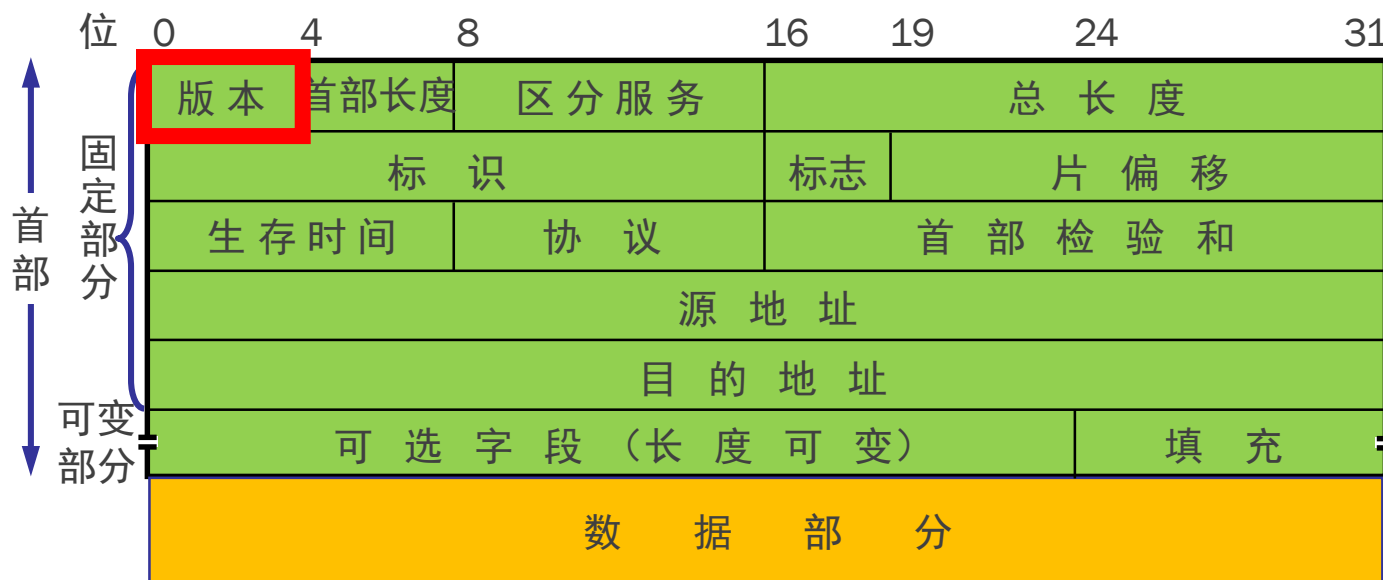 位 0 4 8 16 19 24 31
版本 首部长度 区分服务 总长度
标识 标志 片偏移
生存时间 协议 首部检验和
源地址
目的地址
可选字段（长度可变） 填充
数据部分
首部
固定部分
可变部分